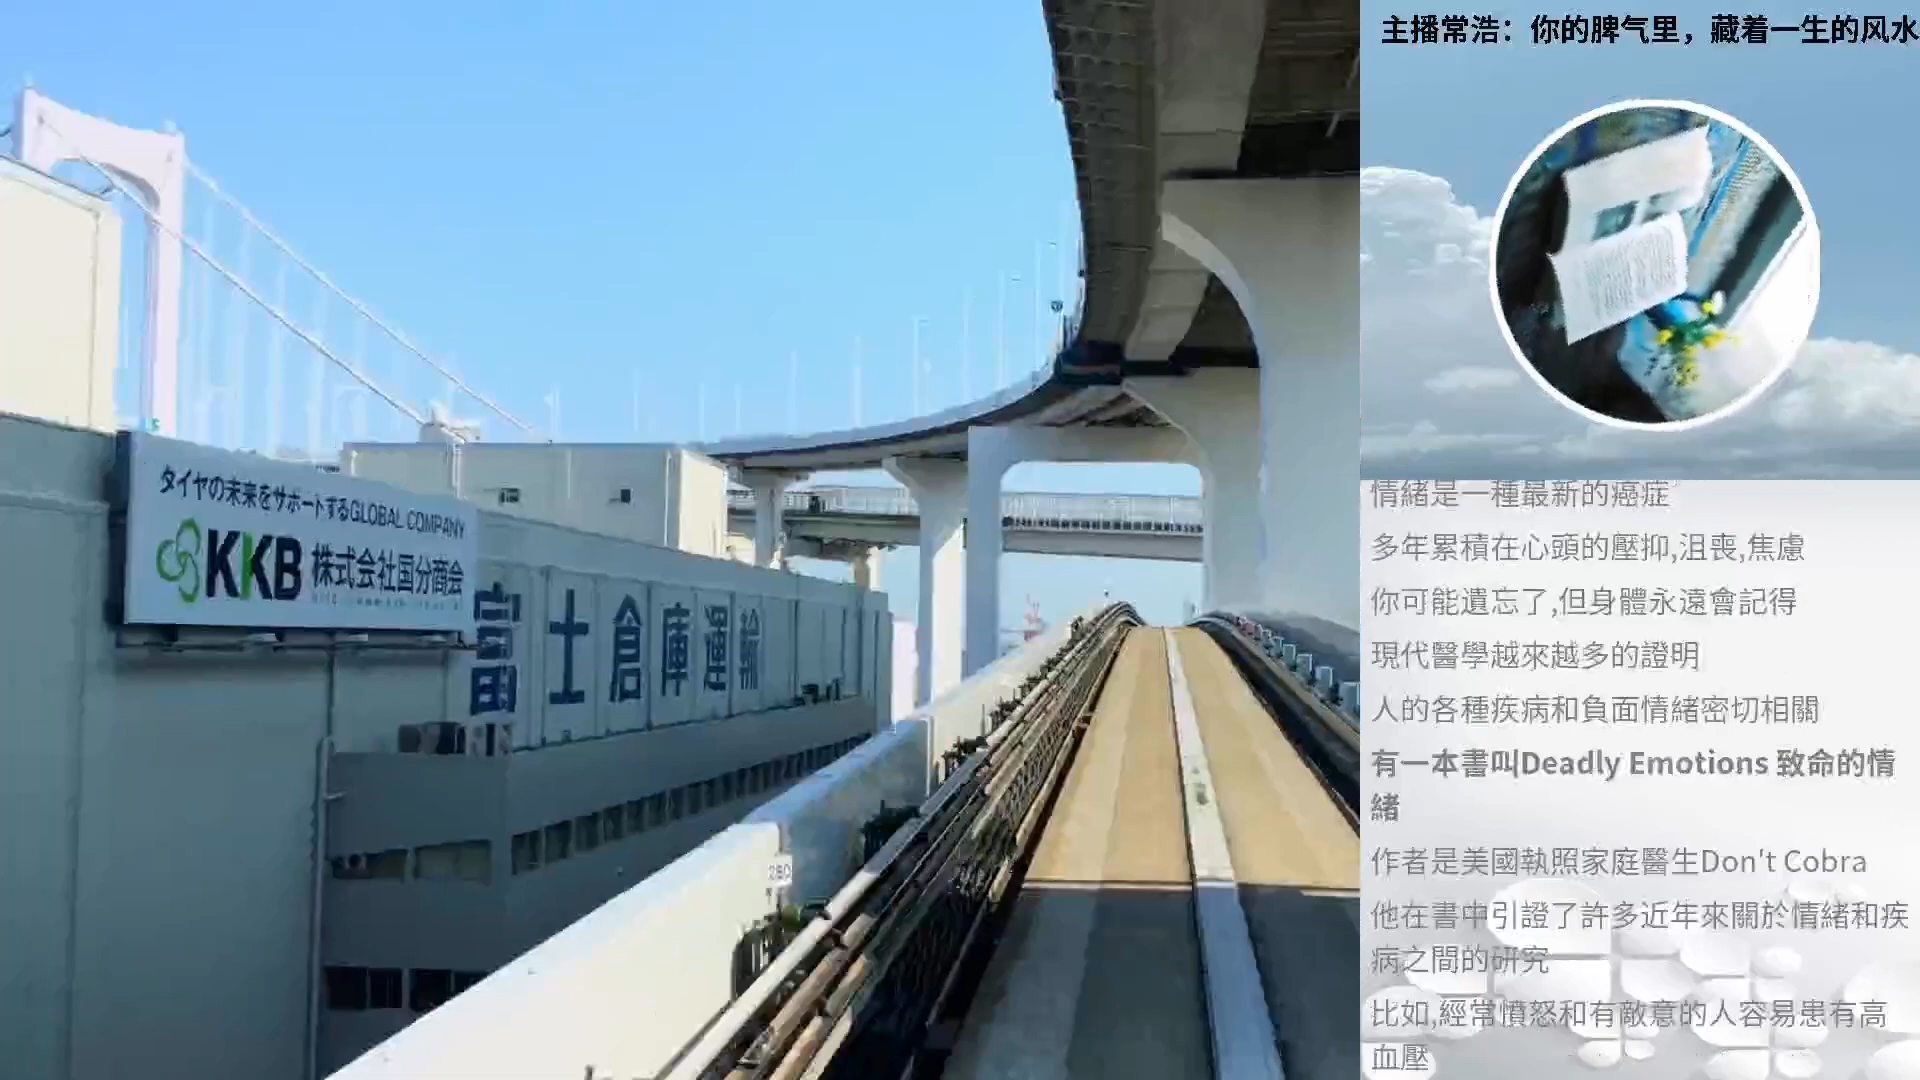 主播常浩：你的脾气里，藏着一生的风水
タイヤの未来をサポートするGLOBAL COMPANY
KKB 株式会社国分商会
富士倉庫運輸
280
情緒是一種最新的癌症
多年累積在心頭的壓抑,沮喪,焦慮
你可能遺忘了,但身體永遠會記得
現代醫學越來越多的證明
人的各種疾病和負面情緒密切相關
有一本書叫Deadly Emotions 致命的情
緒
作者是美國執照家庭醫生Don't Cobra
他在書中引證了許多近年來關於情緒和疾
病之間的研究
比如,經常憤怒和有敵意的人容易患有高
血壓